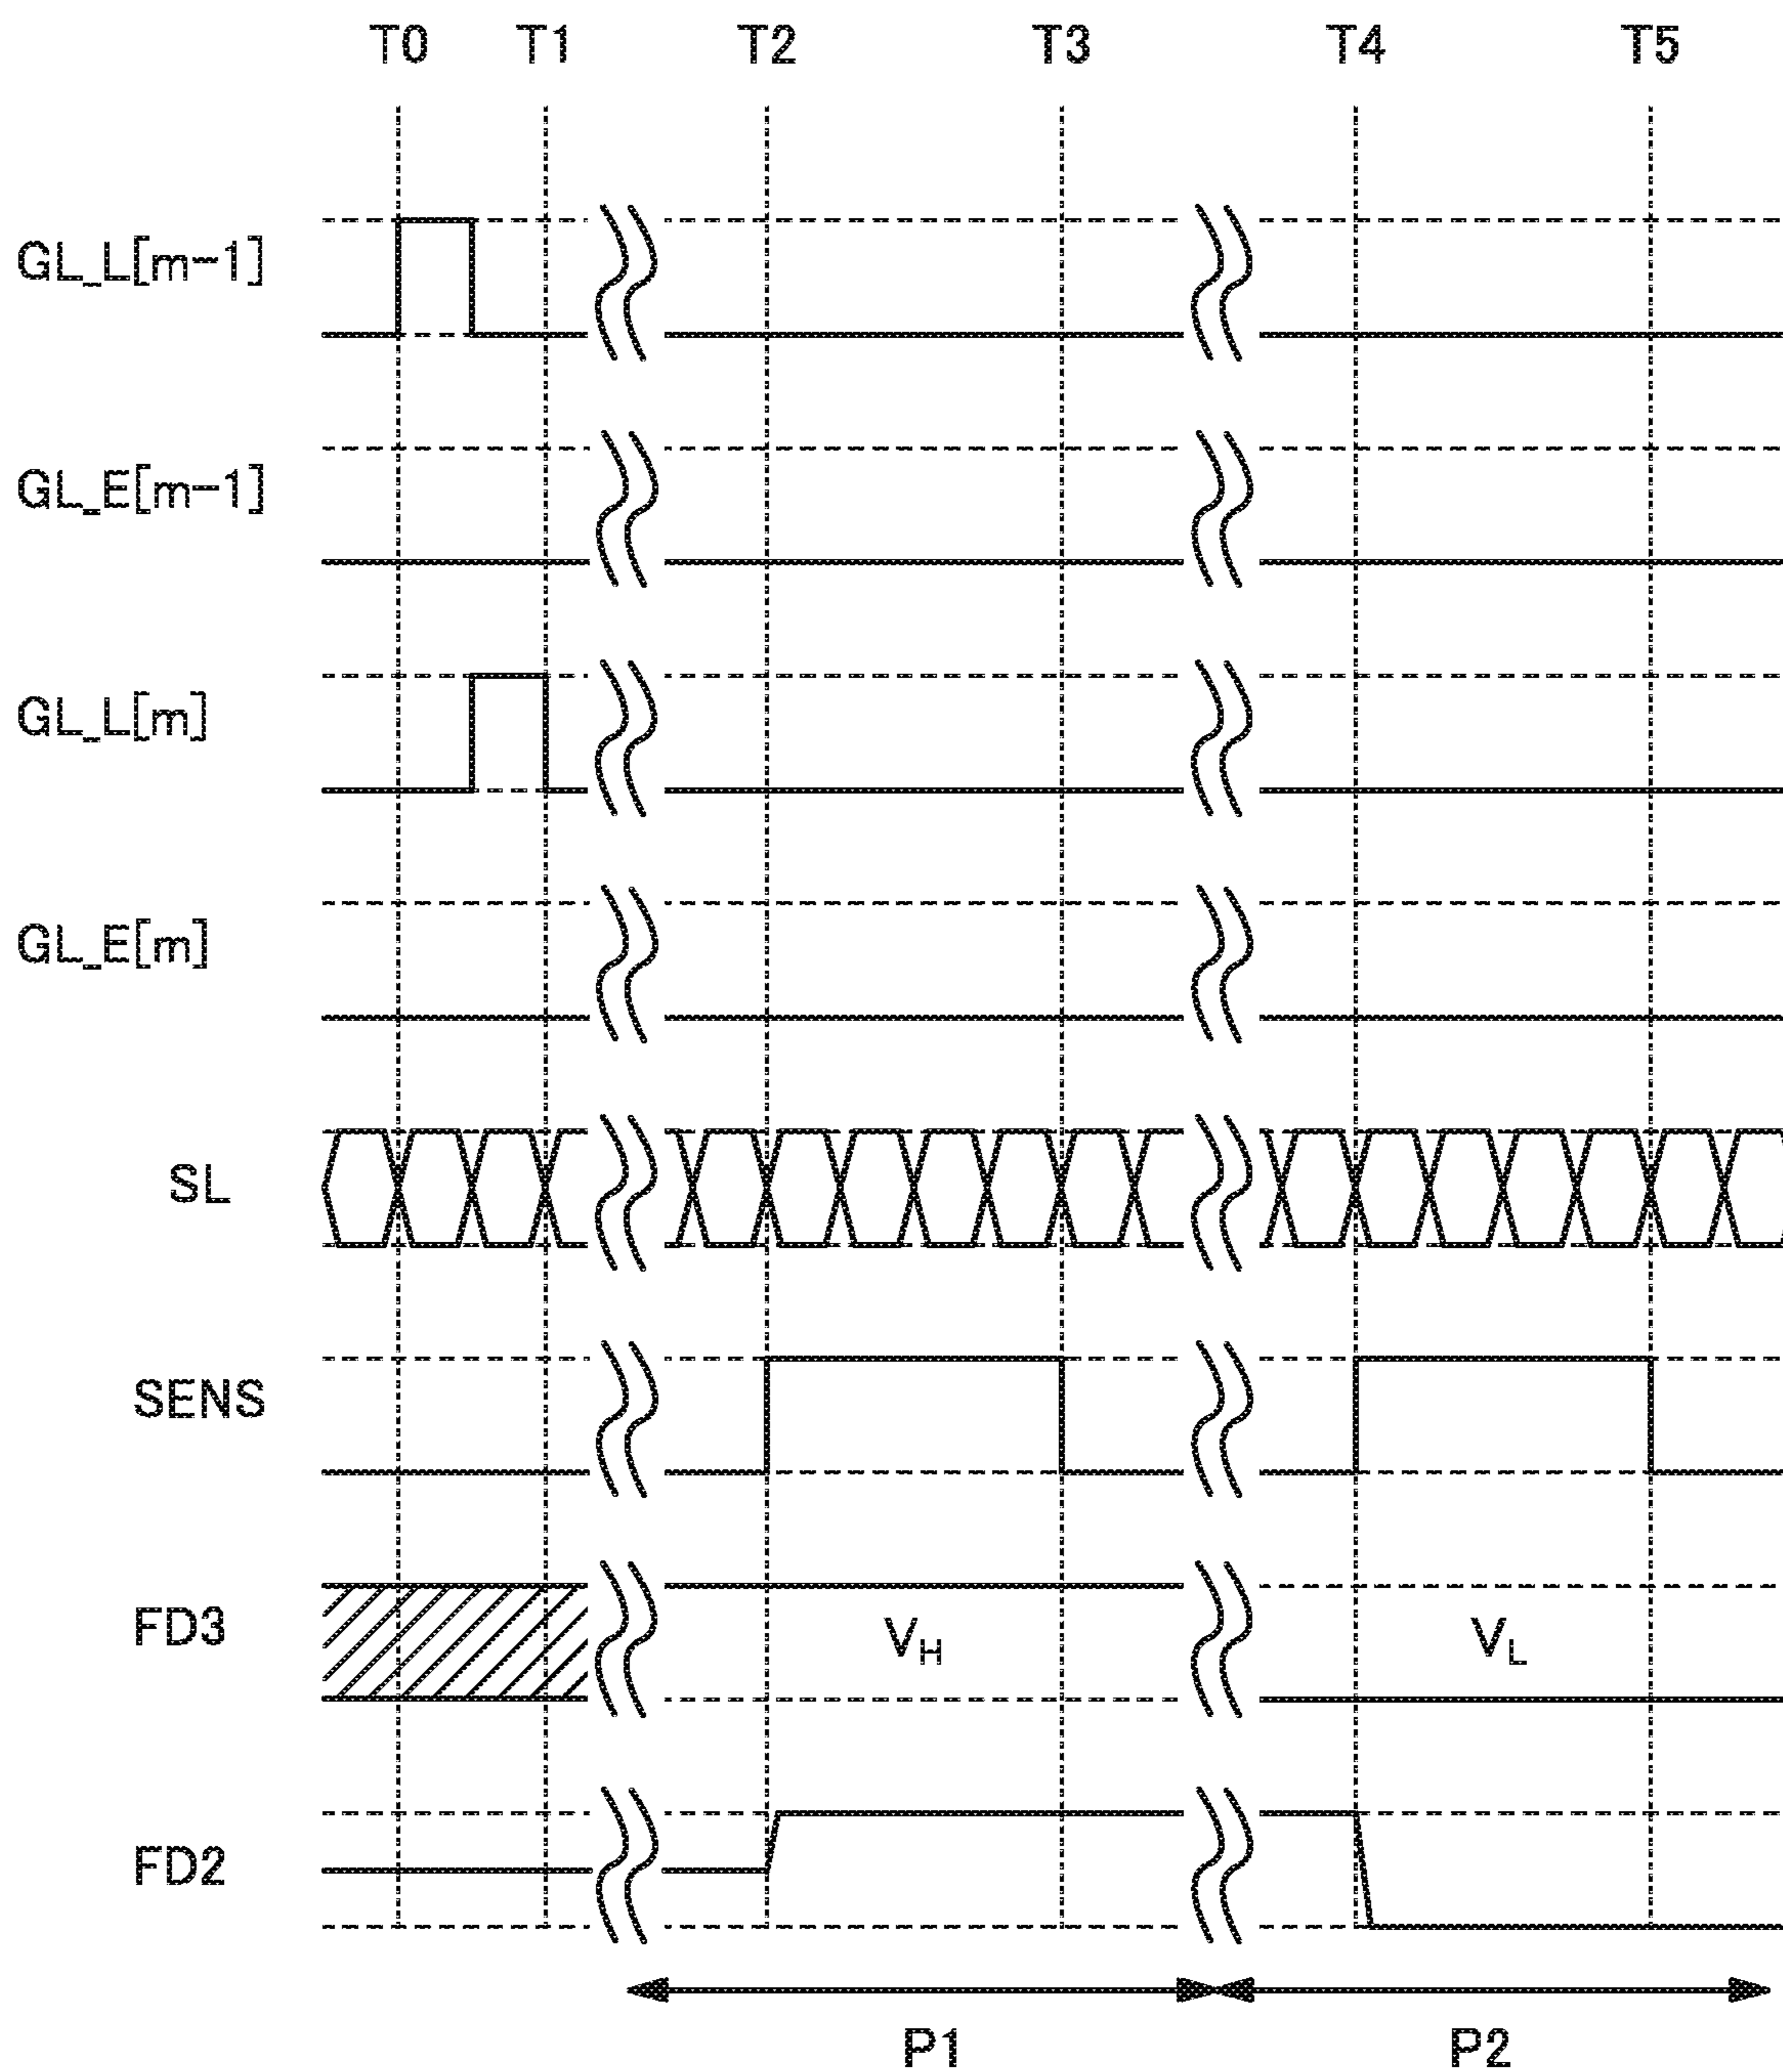 T0 T1 T2 T3 T4 T5
GL_L[m-1]
GL_E[m-1]
GL_L[m]
GL_E[m]
SL
SENS
FD3 VH VL
FD2
P1 P2